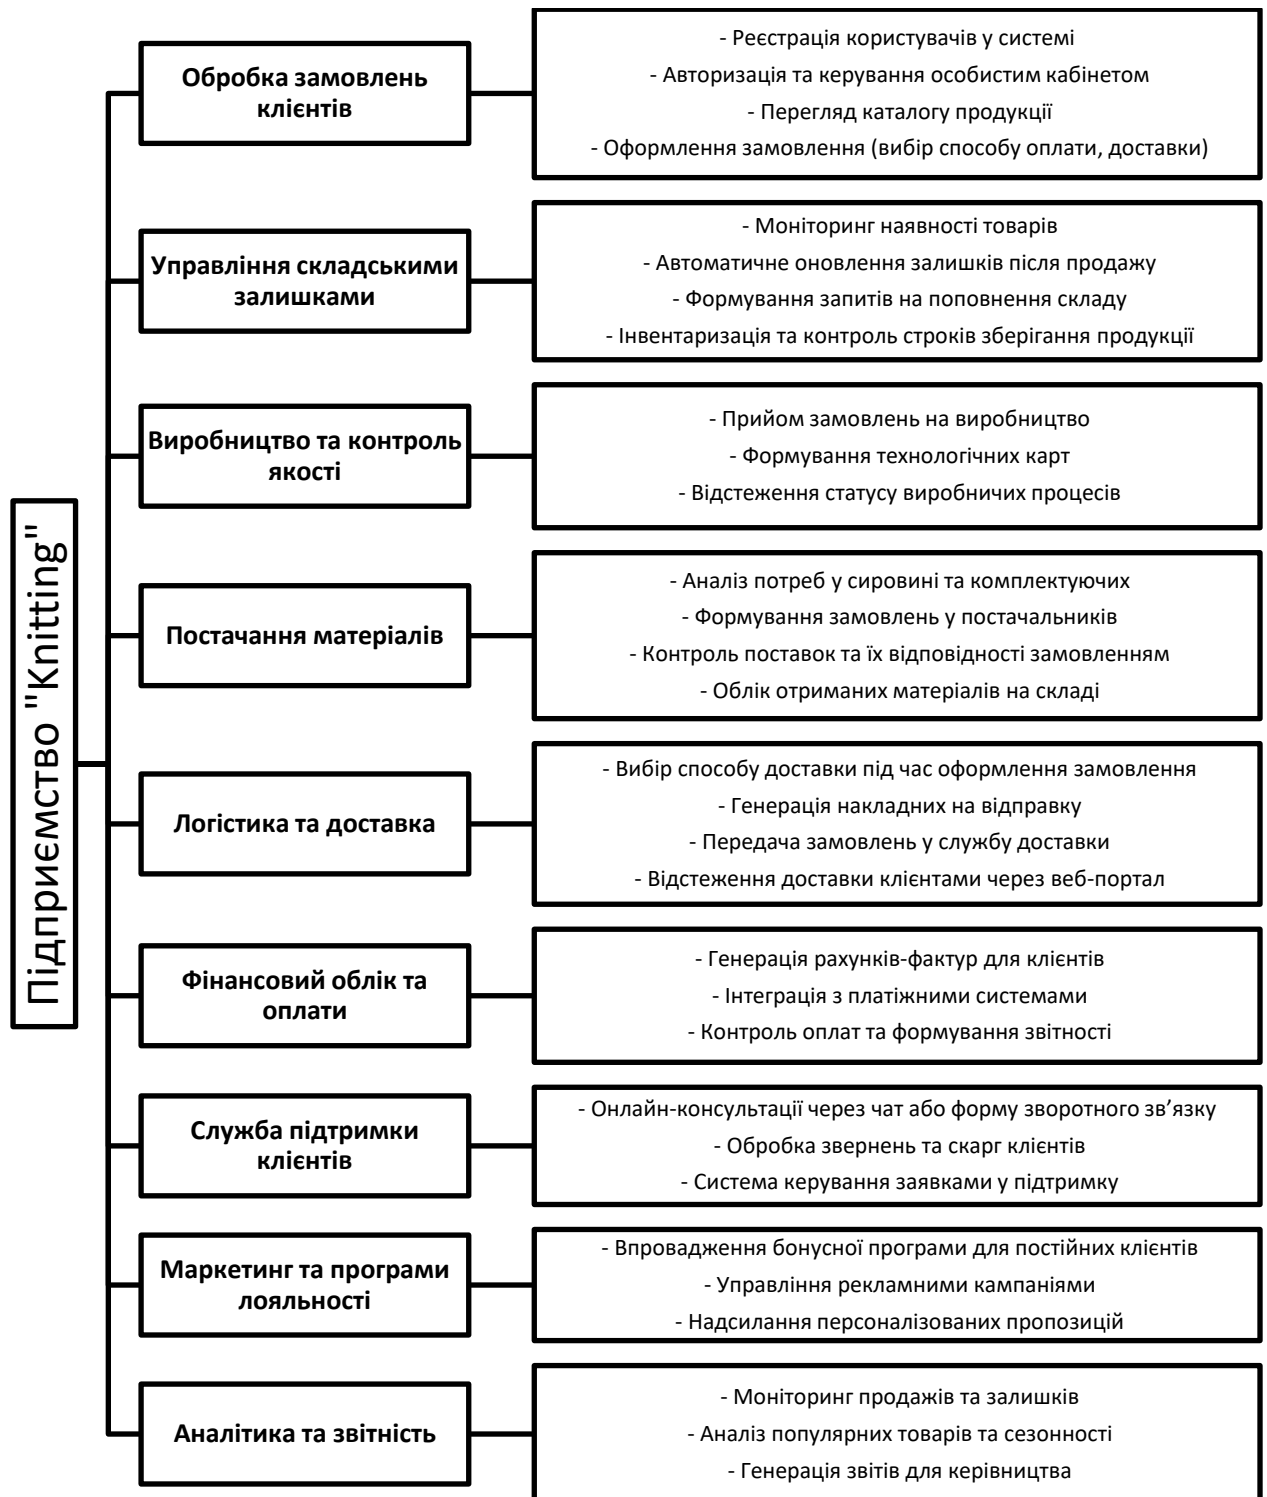 Підприємство "Knitting"
Обробка замовлень
клієнтів
- Реєстрація користувачів у системі
- Авторизація та керування особистим кабінетом
- Перегляд каталогу продукції
- Оформлення замовлення (вибір способу оплати, доставки)
Управління складськими
залишками
- Моніторинг наявності товарів
- Автоматичне оновлення залишків після продажу
- Формування запитів на поповнення складу
- Інвентаризація та контроль строків зберігання продукції
Виробництво та контроль
якості
- Прийом замовлень на виробництво
- Формування технологічних карт
- Відстеження статусу виробничих процесів
Постачання матеріалів
- Аналіз потреб у сировині та комплектуючих
- Формування замовлень у постачальників
- Контроль поставок та їх відповідності замовленням
- Облік отриманих матеріалів на складі
Логістика та доставка
- Вибір способу доставки під час оформлення замовлення
- Генерація накладних на відправку
- Передача замовлень у службу доставки
- Відстеження доставки клієнтами через веб-портал
Фінансовий облік та
оплати
- Генерація рахунків-фактур для клієнтів
- Інтеграція з платіжними системами
- Контроль оплат та формування звітності
Служба підтримки
клієнтів
- Онлайн-консультації через чат або форму зворотного зв’язку
- Обробка звернень та скарг клієнтів
- Система керування заявками у підтримку
Маркетинг та програми
лояльності
- Впровадження бонусної програми для постійних клієнтів
- Управління рекламними кампаніями
- Надсилання персоналізованих пропозицій
Аналітика та звітність
- Моніторинг продажів та залишків
- Аналіз популярних товарів та сезонності
- Генерація звітів для керівництва